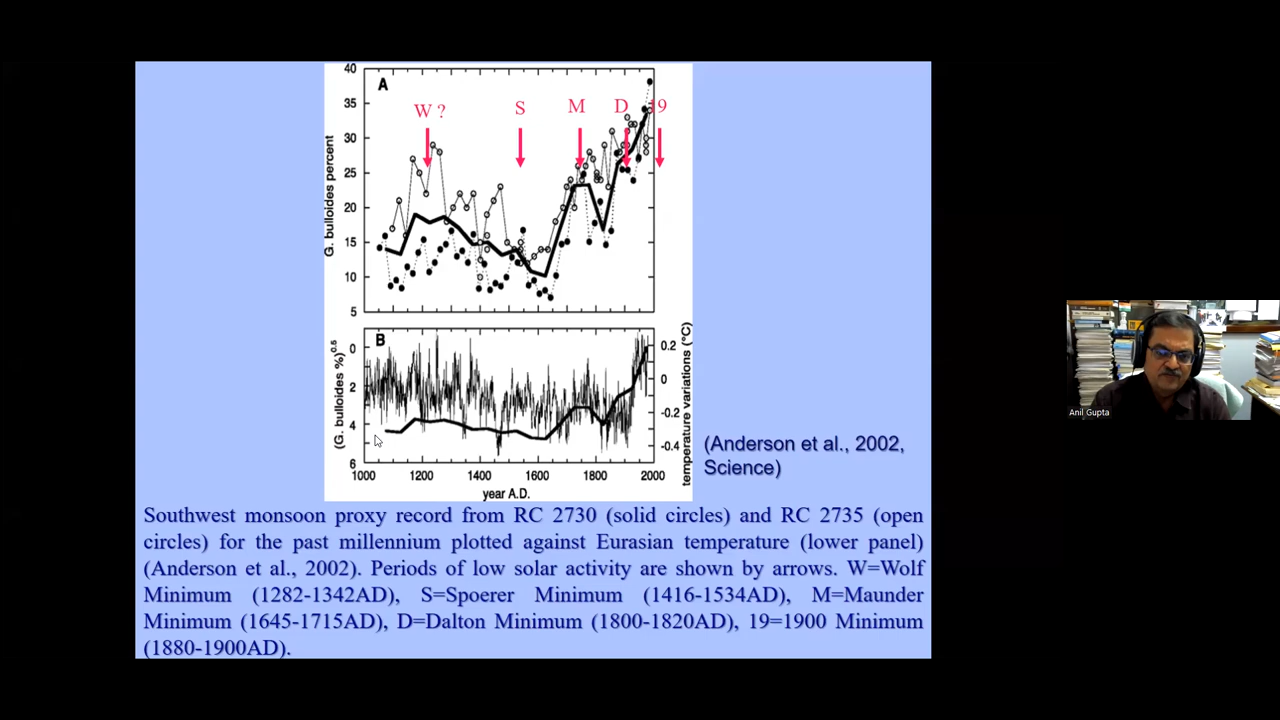 A
W ?
S
M
D
19
40
35
30
25
20
15
10
5
G. bulloides percent
B
0
2
4
6
(G. bulloides %)0.5
0.2
0
-0.2
-0.4
temperature variations (°C)
1000 1200 1400 1600 1800 2000
year A.D.
(Anderson et al., 2002,
Science)
Southwest monsoon proxy record from RC 2730 (solid circles) and RC 2735 (open
circles) for the past millennium plotted against Eurasian temperature (lower panel)
(Anderson et al., 2002). Periods of low solar activity are shown by arrows. W=Wolf
Minimum (1282-1342AD), S=Spoerer Minimum (1416-1534AD), M=Maunder
Minimum (1645-1715AD), D=Dalton Minimum (1800-1820AD), 19=1900 Minimum
(1880-1900AD).
Anil Gupta